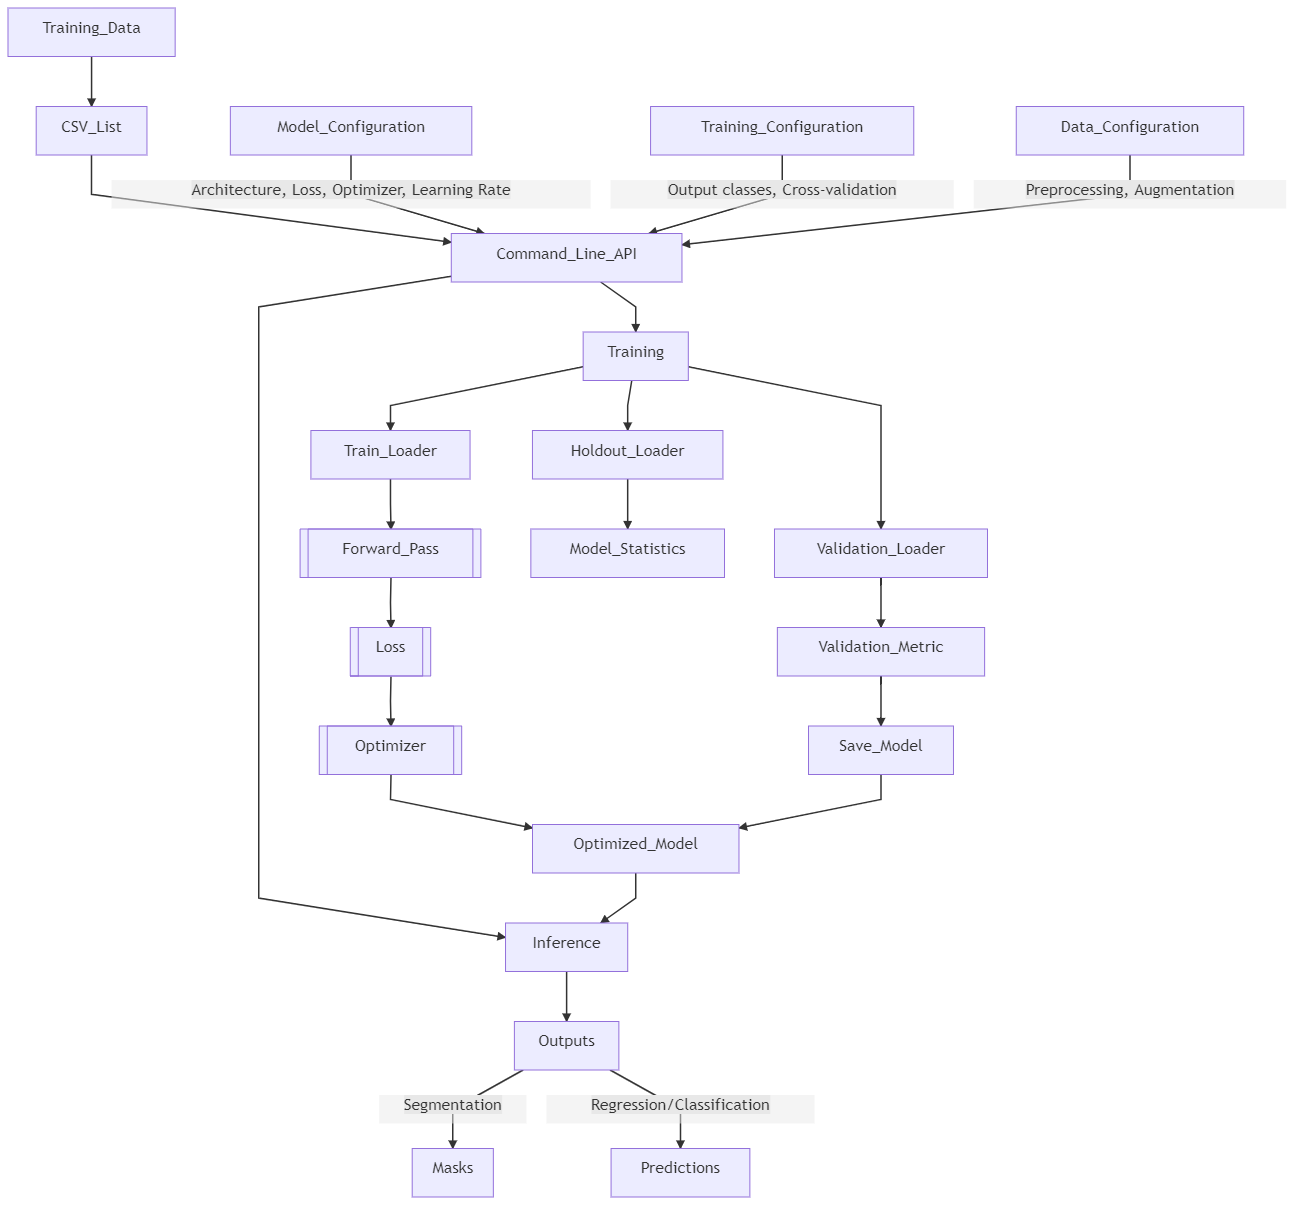 Training_Data
CSV_List
Model_Configuration
Training_Configuration
Data_Configuration
Architecture, Loss, Optimizer, Learning Rate
Output classes, Cross-validation
Preprocessing, Augmentation
Command_Line_API
Training
Train_Loader
Holdout_Loader
Forward_Pass
Model_Statistics
Validation_Loader
Loss
Validation_Metric
Optimizer
Save_Model
Optimized_Model
Inference
Outputs
Segmentation
Regression/Classification
Masks
Predictions